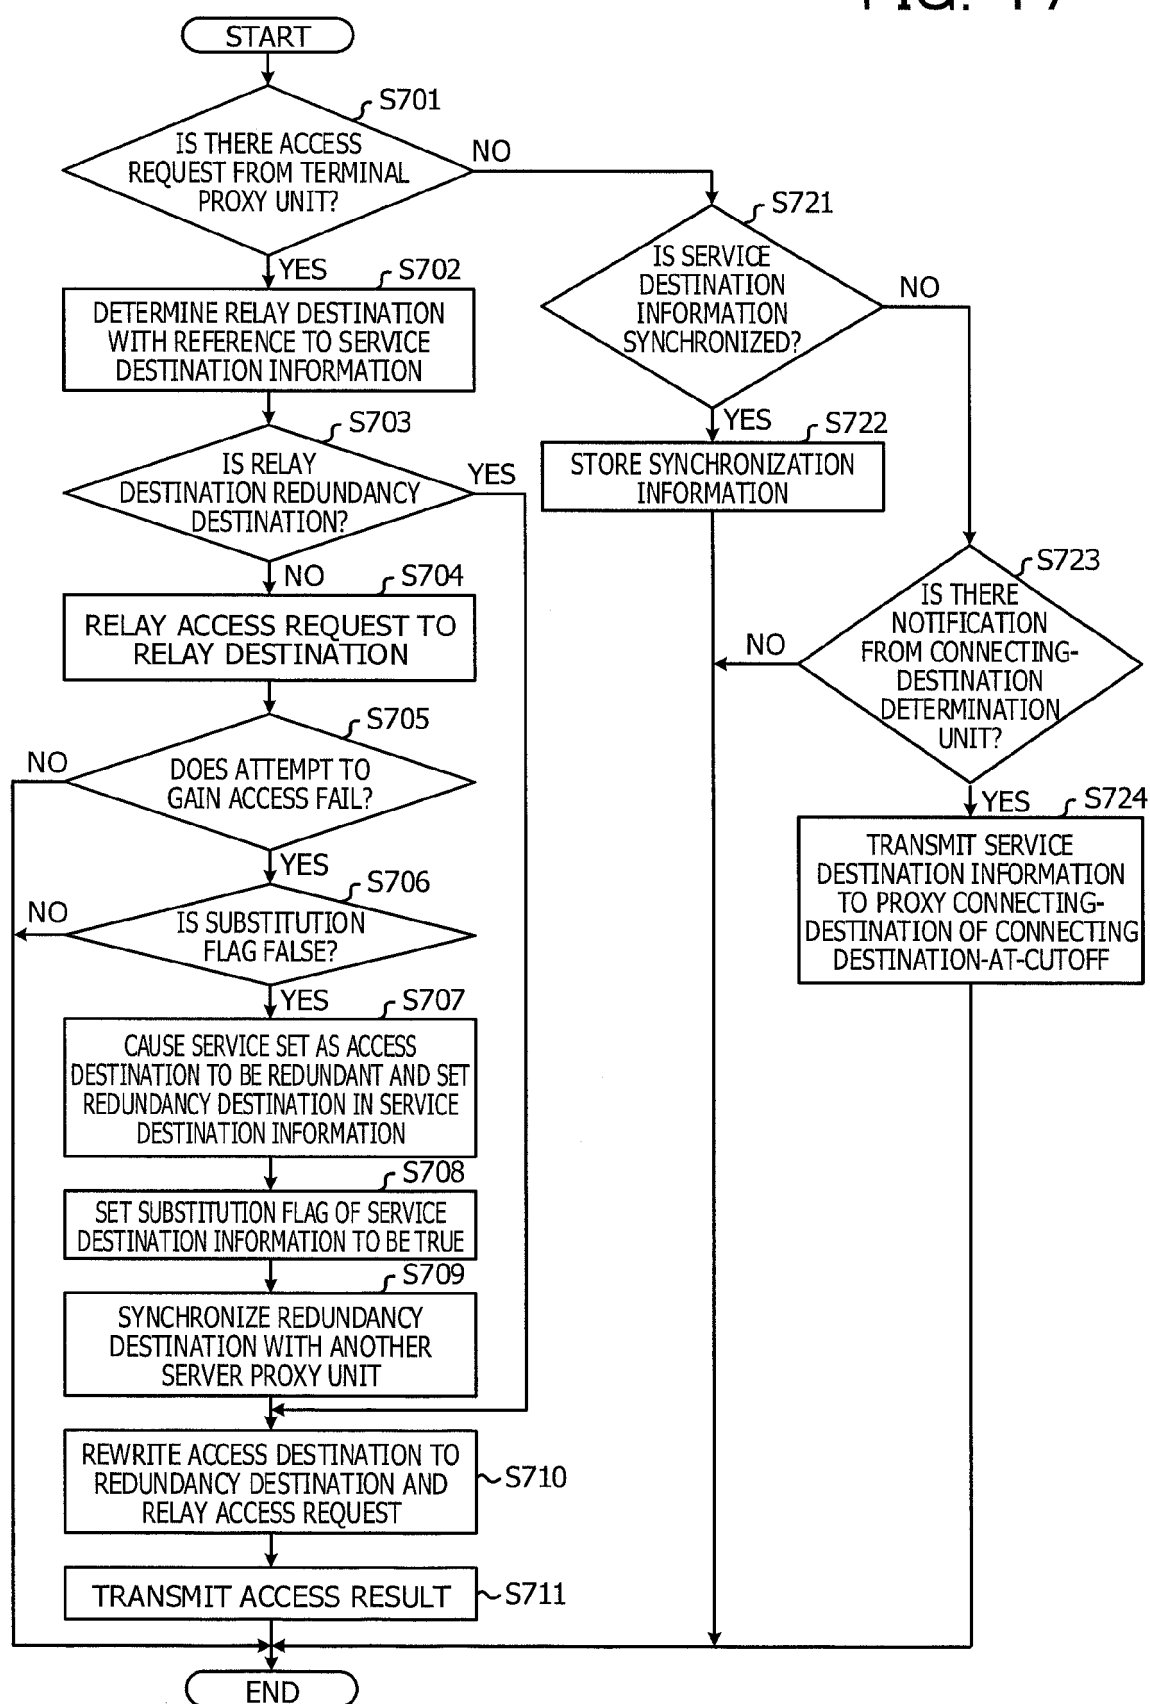 START
S701
IS THERE ACCESS
REQUEST FROM TERMINAL
PROXY UNIT?
NO
YES
S702
DETERMINE RELAY DESTINATION
WITH REFERENCE TO SERVICE
DESTINATION INFORMATION
S703
IS RELAY
DESTINATION REDUNDANCY
DESTINATION?
YES
NO
S704
RELAY ACCESS REQUEST TO
RELAY DESTINATION
S705
DOES ATTEMPT TO
GAIN ACCESS FAIL?
NO
YES
S706
IS SUBSTITUTION
FLAG FALSE?
NO
YES
S707
CAUSE SERVICE SET AS ACCESS
DESTINATION TO BE REDUNDANT AND SET
REDUNDANCY DESTINATION IN SERVICE
DESTINATION INFORMATION
S708
SET SUBSTITUTION FLAG OF SERVICE
DESTINATION INFORMATION TO BE TRUE
S709
SYNCHRONIZE REDUNDANCY
DESTINATION WITH ANOTHER
SERVER PROXY UNIT
REWRITE ACCESS DESTINATION TO
REDUNDANCY DESTINATION AND
RELAY ACCESS REQUEST
S710
TRANSMIT ACCESS RESULT
S711
END
S721
IS SERVICE
DESTINATION
INFORMATION
SYNCHRONIZED?
NO
YES
S722
STORE SYNCHRONIZATION
INFORMATION
S723
IS THERE
NOTIFICATION
FROM CONNECTING-
DESTINATION
DETERMINATION
UNIT?
NO
YES
S724
TRANSMIT SERVICE
DESTINATION INFORMATION
TO PROXY CONNECTING-
DESTINATION OF CONNECTING
DESTINATION-AT-CUTOFF